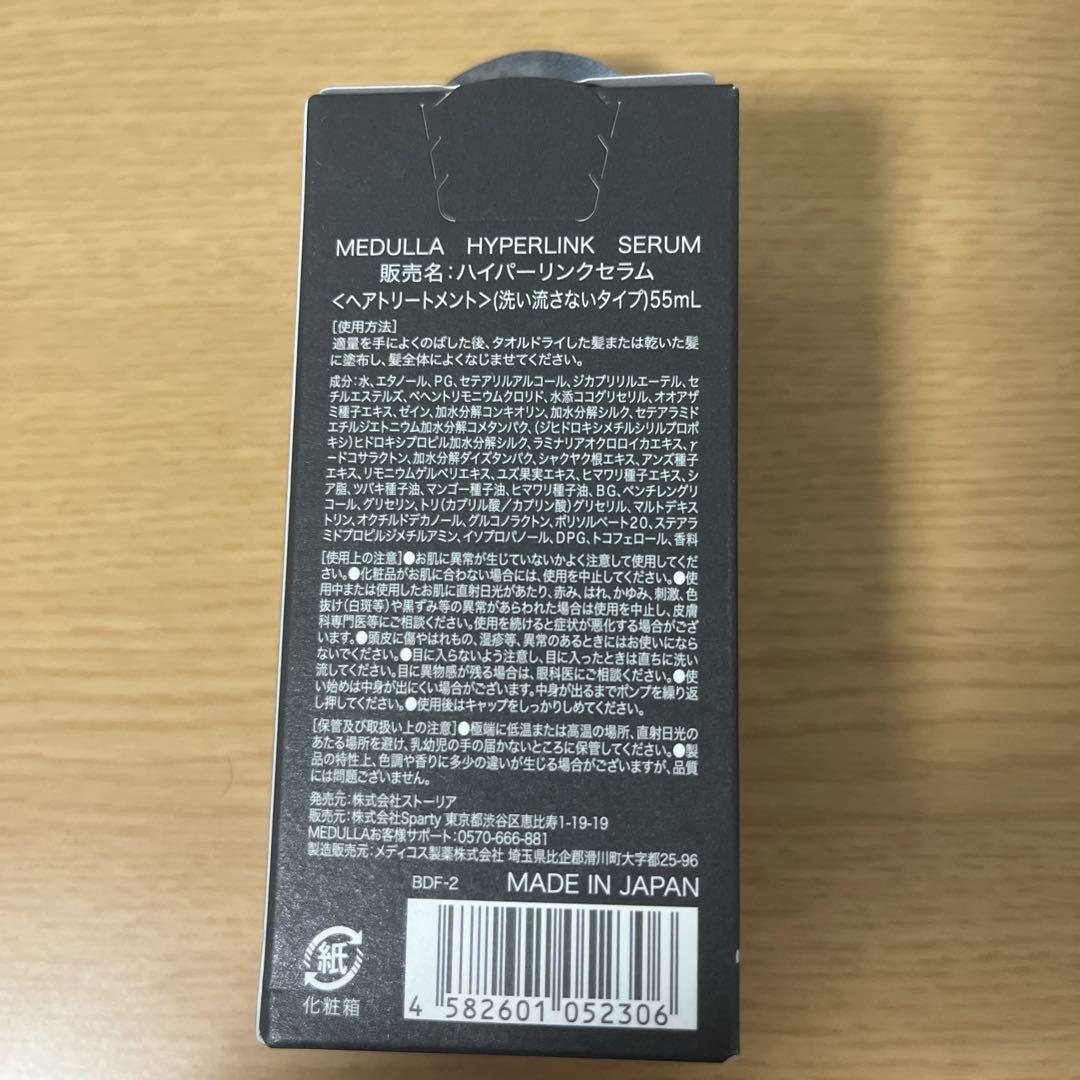 MEDULLA HYPERLINK SERUM
販売名:ハイパーリンクセラム
<ヘアトリートメント>(洗い流さないタイプ)55mL
[使用方法]
適量を手によくのばした後、タオルドライした髪または乾いた髪
に塗布し、髪全体によくなじませてください。
成分:水、エタノール、PG、セテアリルアルコール、ジカプリリルエーテル、セ
チルエステルズ、ベヘントリモニウムクロリド、水添ココグリセリル、オオアザ
ミ種子エキス、ゼイン、加水分解コンキオリン、加水分解シルク、セテアラミド
エチルジエトニウム加水分解コメタンパク、(ジヒドロキシメチルシリルプロポ
キシ)ヒドロキシプロピル加水分解シルク、ラミナリアオクロロイカエキス、γ
ードコサラクトン、加水分解ダイズタンパク、シャクヤク根エキス、アンズ種子
エキス、リモニウムゲルベリエキス、ユズ果実エキス、ヒマワリ種子エキス、シ
ア脂、ツバキ種子油、マンゴー種子油、ヒマワリ種子油、BG、ペンチレングリ
コール、グリセリン、トリ(カプリル酸/カプリン酸)グリセリル、マルトデキス
トリン、オクチルドデカノール、グルコノラクトン、ポリソルベート20、ステアラ
ミドプロピルジメチルアミン、イソプロパノール、DPG、トコフェロール、香料
[使用上の注意]●お肌に異常が生じていないかよく注意して使用してくだ
さい。●化粧品がお肌に合わない場合には、使用を中止してください。●使
用中または使用したお肌に直射日光があたり、赤み、はれ、かゆみ、刺激、色
抜け(白斑等)や黒ずみ等の異常があらわれた場合は使用を中止し、皮膚
科専門医等にご相談ください。使用を続けると症状が悪化する場合がござ
います。●頭皮に傷やはれもの、湿疹等、異常のあるときにはお使いになら
ないでください。●目に入らないよう注意し、目に入ったときは直ちに洗い
流してください。目に異物感が残る場合は、眼科医にご相談ください。●使
い始めは中身が出にくい場合がございます。中身が出るまでポンプを繰り返
し押してください。●使用後はキャップをしっかりしめてください。
[保管及び取扱い上の注意]●極端に低温または高温の場所、直射日光の
あたる場所を避け、乳幼児の手の届かないところに保管してください。●製
品の特性上、色調や香りに多少の違いが生じる場合がございますが、品質
には問題ございません。
発売元:株式会社ストーリア
販売元:株式会社Sparty 東京都渋谷区恵比寿1-19-19
MEDULLAお客様サポート:0570-666-881
製造販売元:メディコス製薬株式会社 埼玉県比企郡滑川町大字都25-96
BDF-2 MADE IN JAPAN
紙
化粧箱
4 582601 052306